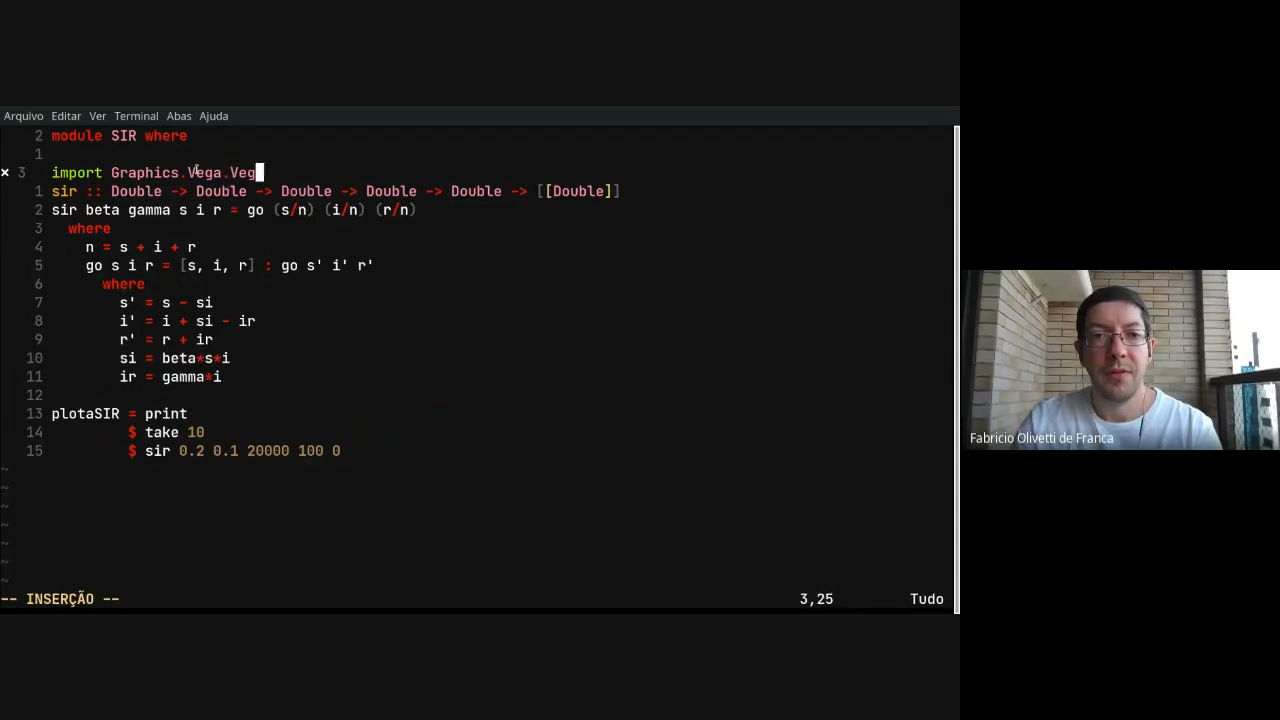 Arquivo Editar Ver Terminal Abas Ajuda
2 module SIR where
1
× 3 import Graphics.Vega.Veg
1 sir :: Double -> Double -> Double -> Double -> Double -> [[Double]]
2 sir beta gamma s i r = go (s/n) (i/n) (r/n)
3 where
4 n = s + i + r
5 go s i r = [s, i, r] : go s' i' r'
6 where
7 s' = s - si
8 i' = i + si - ir
9 r' = r + ir
10 si = beta*s*i
11 ir = gamma*i
12
13 plotaSIR = print
14 $ take 10
15 $ sir 0.2 0.1 20000 100 0
~
~
~
~
~
~
~
-- INSERÇÃO -- 3,25 Tudo
Fabricio Olivetti de Franca